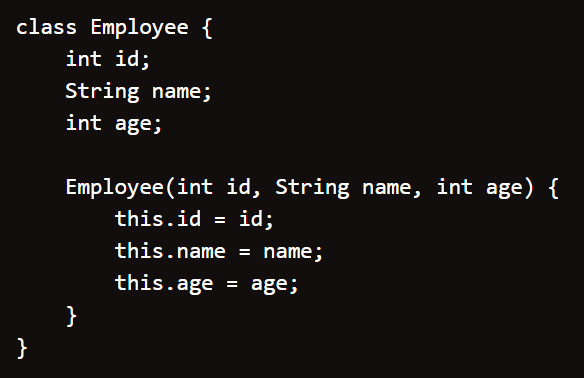 class Employee {
    int id;
    String name;
    int age;

    Employee(int id, String name, int age) {
        this.id = id;
        this.name = name;
        this.age = age;
    }
}